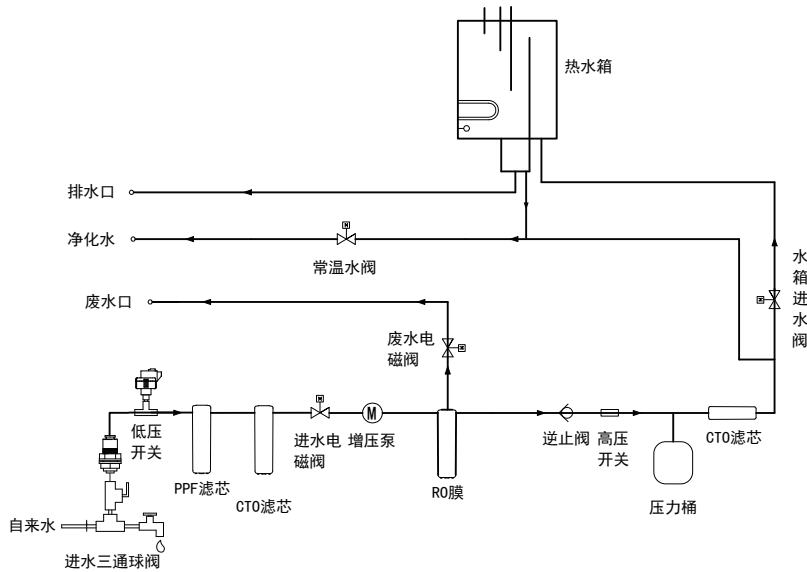 热水箱
排水口
净化水
常温水阀
水
箱
进
水
阀
废水口
废水电
磁阀
低压
开关
M
进水电
磁阀
增压泵
逆止阀
高压
开关
CTO滤芯
PPF滤芯
CTO滤芯
RO膜
压力桶
自来水
进水三通球阀